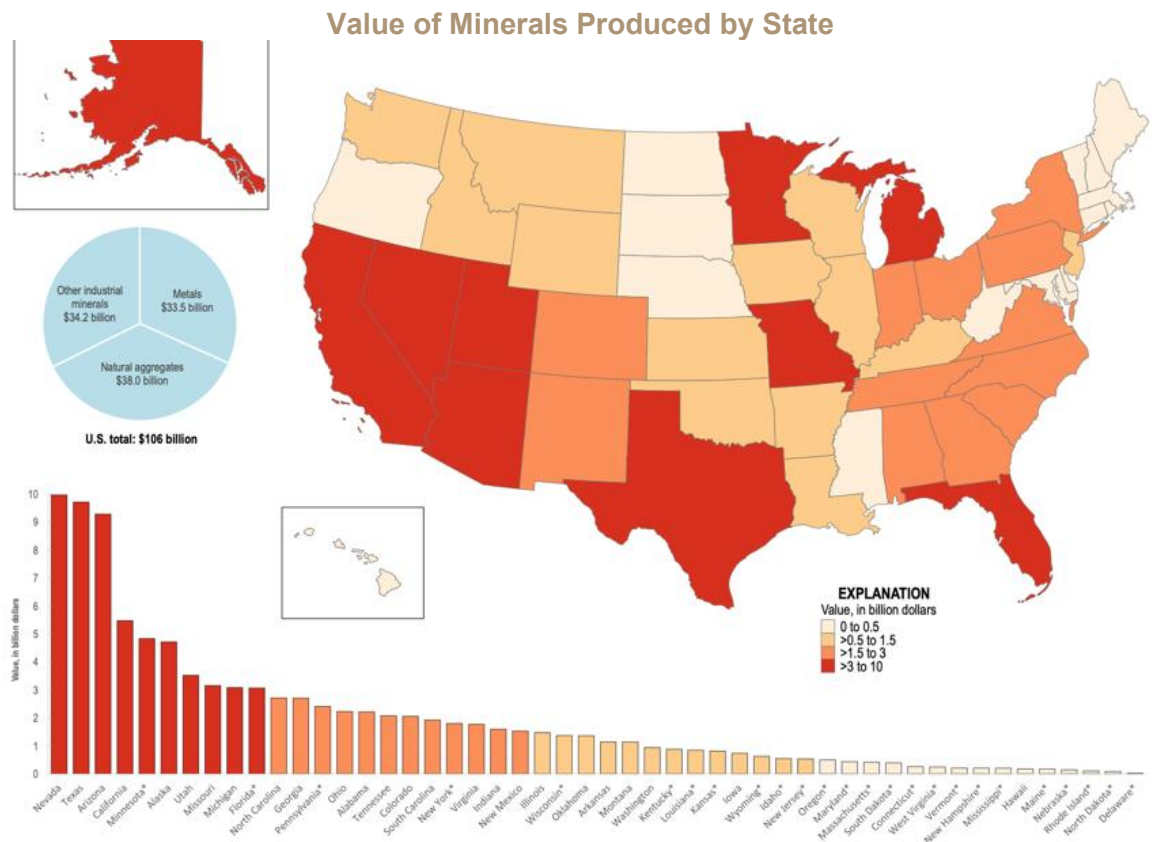 Value of Minerals Produced by State
Other industrial
minerals
$34.2 billion
Metals
$33.5 billion
Natural aggregates
$38.0 billion
U.S. total: $106 billion
EXPLANATION
Value, in billion dollars
0 to 0.5
>0.5 to 1.5
>1.5 to 3
>3 to 10
Value, in billion dollars
10
9
8
7
6
5
4
3
2
1
0
Nevada
Texas
Arizona
California
Minnesota*
Alaska
Utah
Missouri
Michigan
Florida*
North Carolina
Georgia
Pennsylvania*
Ohio
Alabama
Tennessee
Colorado
South Carolina
New York*
Virginia
Indiana
New Mexico
Illinois
Wisconsin*
Oklahoma
Arkansas
Montana
Washington
Kentucky*
Louisiana*
Kansas*
Iowa
Wyoming*
Idaho*
New Jersey*
Oregon*
Maryland*
Massachusetts*
South Dakota*
Connecticut*
West Virginia
Vermont*
New Hampshire*
Mississippi*
Hawaii
Maine*
Nebraska*
Rhode Island*
North Dakota*
Delaware*